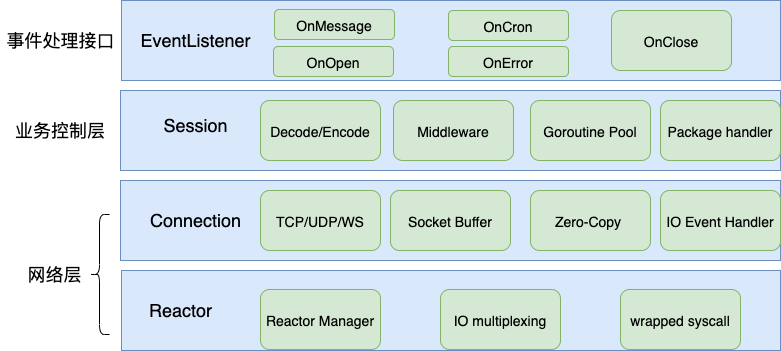 事件处理接口
EventListener
OnMessage
OnCron
OnClose
OnOpen
OnError
业务控制层
Session
Decode/Encode
Middleware
Goroutine Pool
Package handler
网络层
Connection
TCP/UDP/WS
Socket Buffer
Zero-Copy
IO Event Handler
Reactor
Reactor Manager
IO multiplexing
wrapped syscall